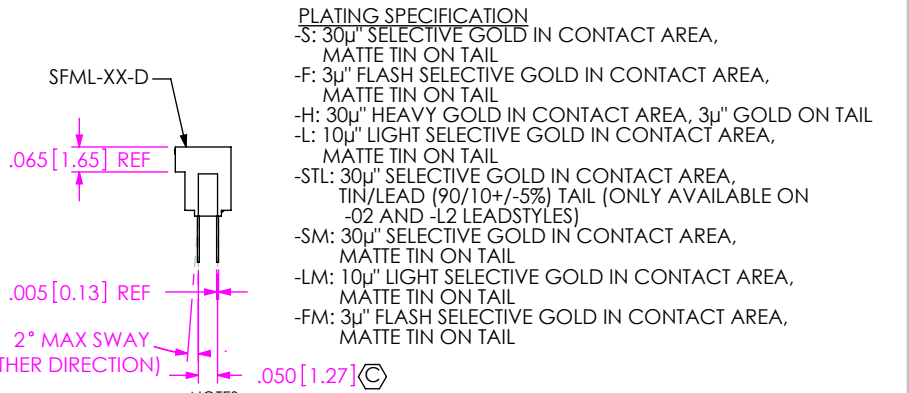 PLATING SPECIFICATION
-S: 30µ" SELECTIVE GOLD IN CONTACT AREA,
MATTE TIN ON TAIL
-F: 3µ" FLASH SELECTIVE GOLD IN CONTACT AREA,
MATTE TIN ON TAIL
-H: 30µ" HEAVY GOLD IN CONTACT AREA, 3µ" GOLD ON TAIL
-L: 10µ" LIGHT SELECTIVE GOLD IN CONTACT AREA,
MATTE TIN ON TAIL
-STL: 30µ" SELECTIVE GOLD IN CONTACT AREA,
TIN/LEAD (90/10+/-5%) TAIL (ONLY AVAILABLE ON
-02 AND -L2 LEADSTYLES)
-SM: 30µ" SELECTIVE GOLD IN CONTACT AREA,
MATTE TIN ON TAIL
-LM: 10µ" LIGHT SELECTIVE GOLD IN CONTACT AREA,
MATTE TIN ON TAIL
-FM: 3µ" FLASH SELECTIVE GOLD IN CONTACT AREA,
MATTE TIN ON TAIL
SFML-XX-D
.065 [1.65] REF
.005 [0.13] REF
2° MAX SWAY
THER DIRECTION)
.050 [1.27] C